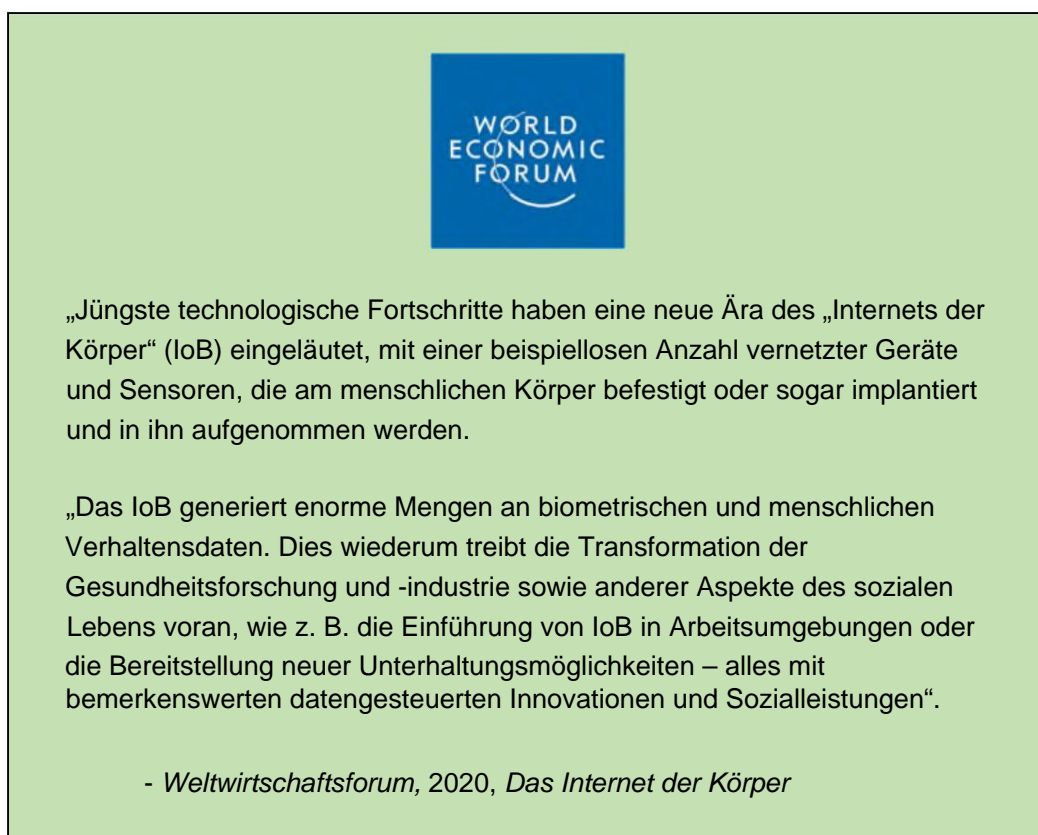 WORLD
ECONOMIC
FORUM
„Jüngste technologische Fortschritte haben eine neue Ära des „Internets der
Körper“ (IoB) eingeläutet, mit einer beispiellosen Anzahl vernetzter Geräte
und Sensoren, die am menschlichen Körper befestigt oder sogar implantiert
und in ihn aufgenommen werden.
„Das IoB generiert enorme Mengen an biometrischen und menschlichen
Verhaltensdaten. Dies wiederum treibt die Transformation der
Gesundheitsforschung und -industrie sowie anderer Aspekte des sozialen
Lebens voran, wie z. B. die Einführung von IoB in Arbeitsumgebungen oder
die Bereitstellung neuer Unterhaltungsmöglichkeiten – alles mit
bemerkenswerten datengesteuerten Innovationen und Sozialleistungen“.
- Weltwirtschaftsforum, 2020, Das Internet der Körper